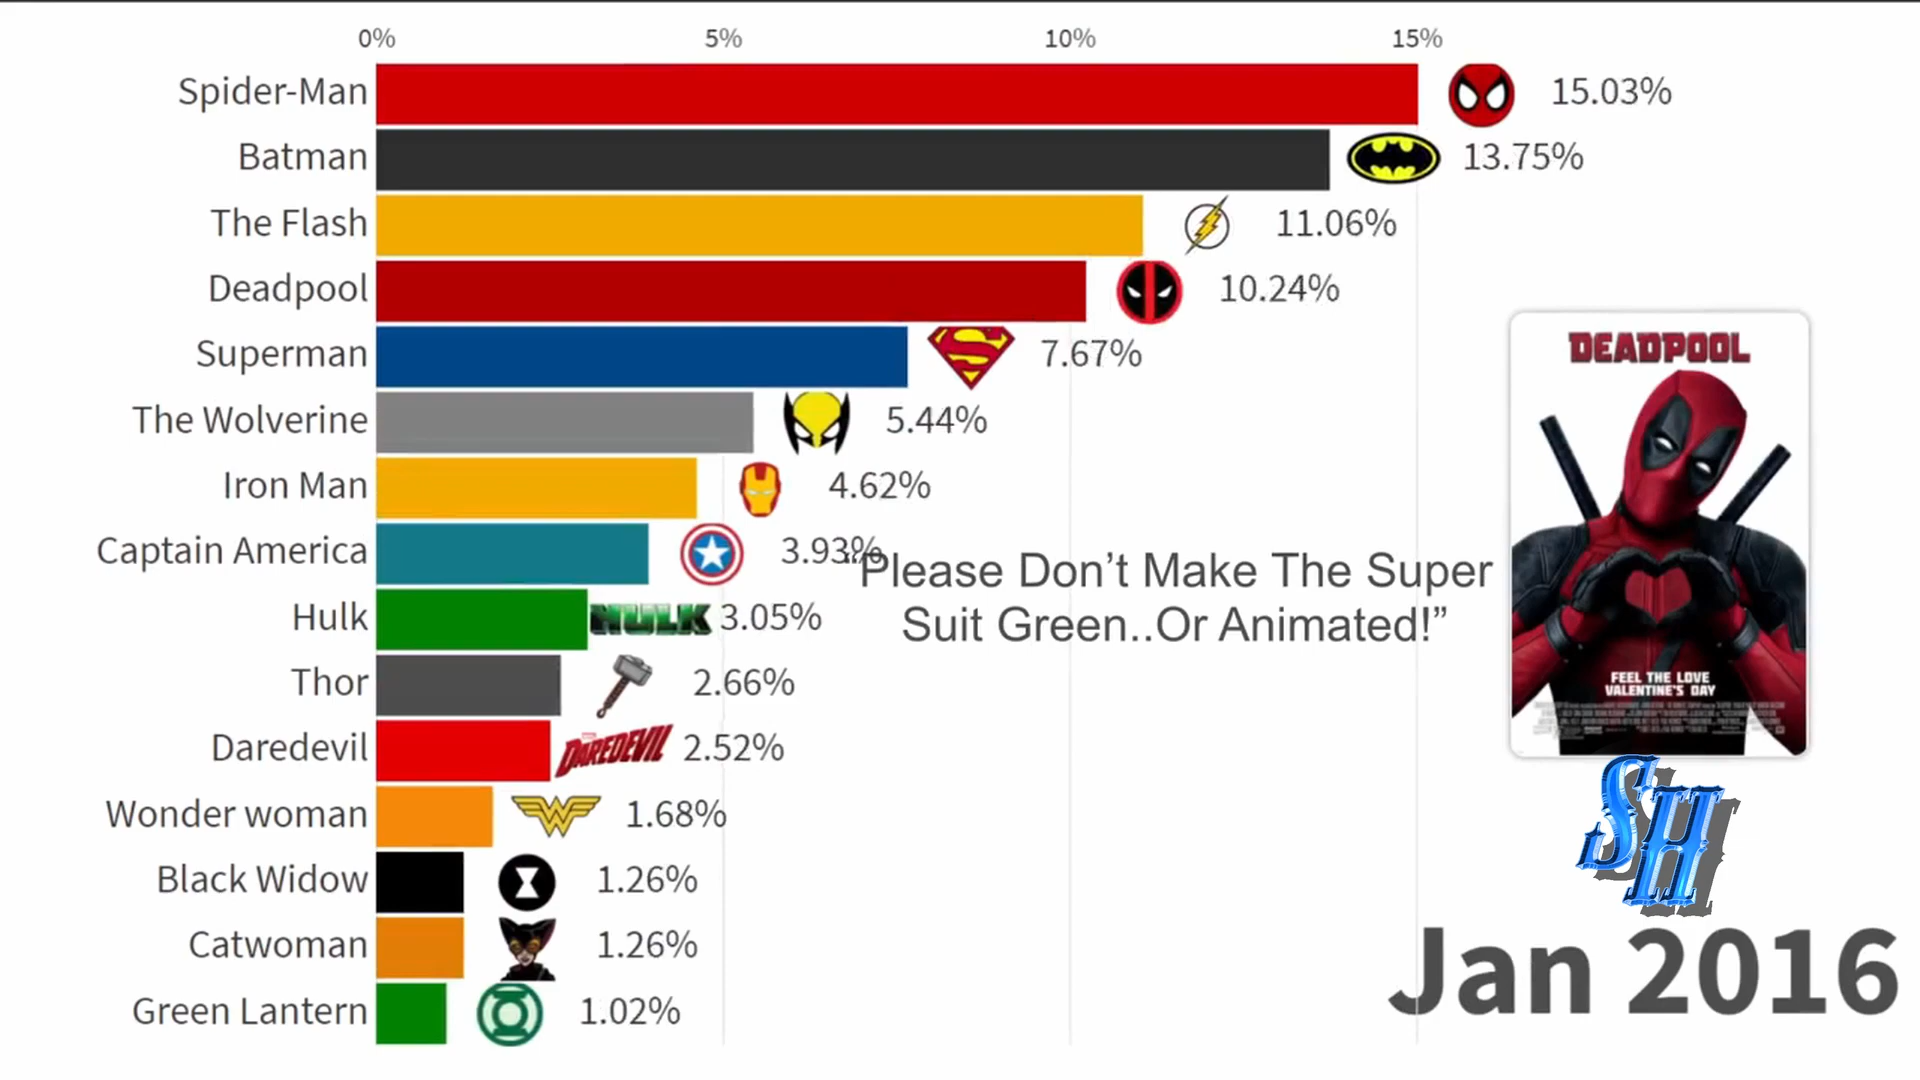 0% 5% 10% 15%
Spider-Man 15.03%
Batman 13.75%
The Flash 11.06%
Deadpool 10.24%
Superman 7.67%
The Wolverine 5.44%
Iron Man 4.62%
Captain America 3.93%
Hulk HULK 3.05%
Thor 2.66%
Daredevil DAREDEVIL 2.52%
Wonder woman 1.68%
Black Widow 1.26%
Catwoman 1.26%
Green Lantern 1.02%
“Please Don’t Make The Super
Suit Green..Or Animated!”
DEADPOOL
FEEL THE LOVE
VALENTINE'S DAY
SH
Jan 2016